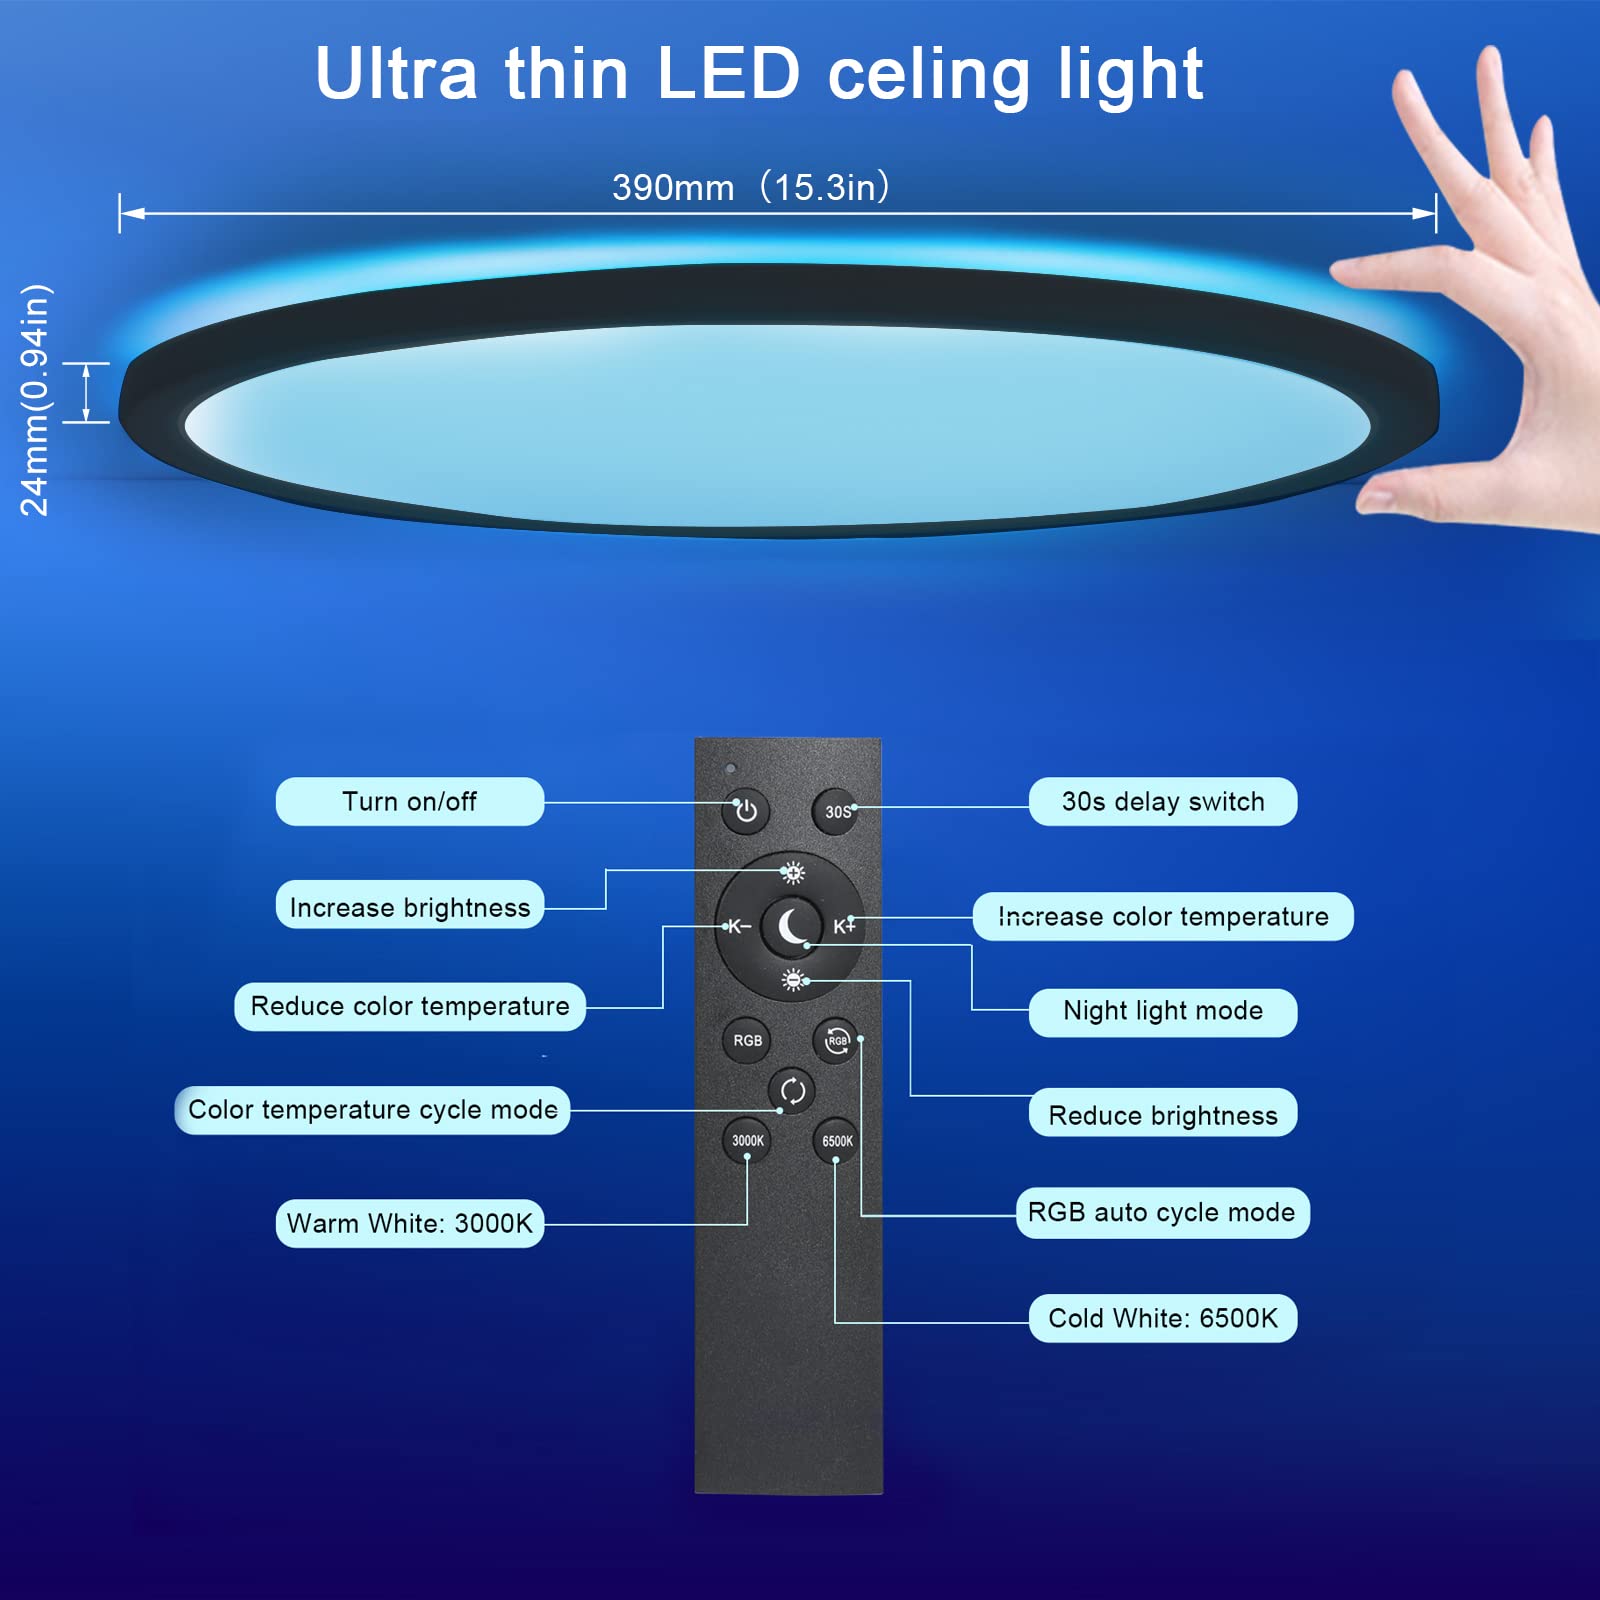 Ultra thin LED celing light
390mm（15.3in）
24mm(0.94in)
Turn on/off
30s delay switch
30S
Increase brightness
Increase color temperature
K-
K+
Reduce color temperature
Night light mode
RGB
RGB
Color temperature cycle mode
Reduce brightness
3000K
6500K
Warm White: 3000K
RGB auto cycle mode
Cold White: 6500K